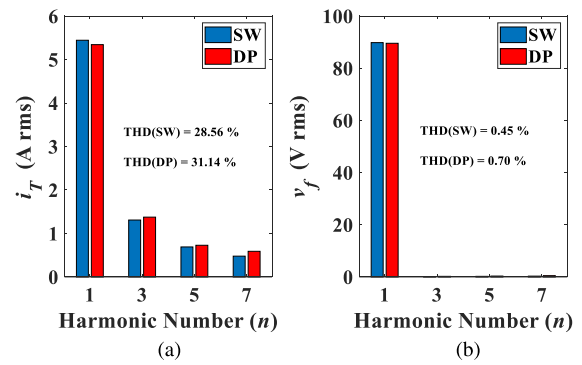 6
5
4
3
2
1
0
i_T (A rms)
SW
DP
THD(SW) = 28.56 %
THD(DP) = 31.14 %
1 3 5 7
Harmonic Number (n)
(a)
100
80
60
40
20
0
v_f (V rms)
SW
DP
THD(SW) = 0.45 %
THD(DP) = 0.70 %
1 3 5 7
Harmonic Number (n)
(b)